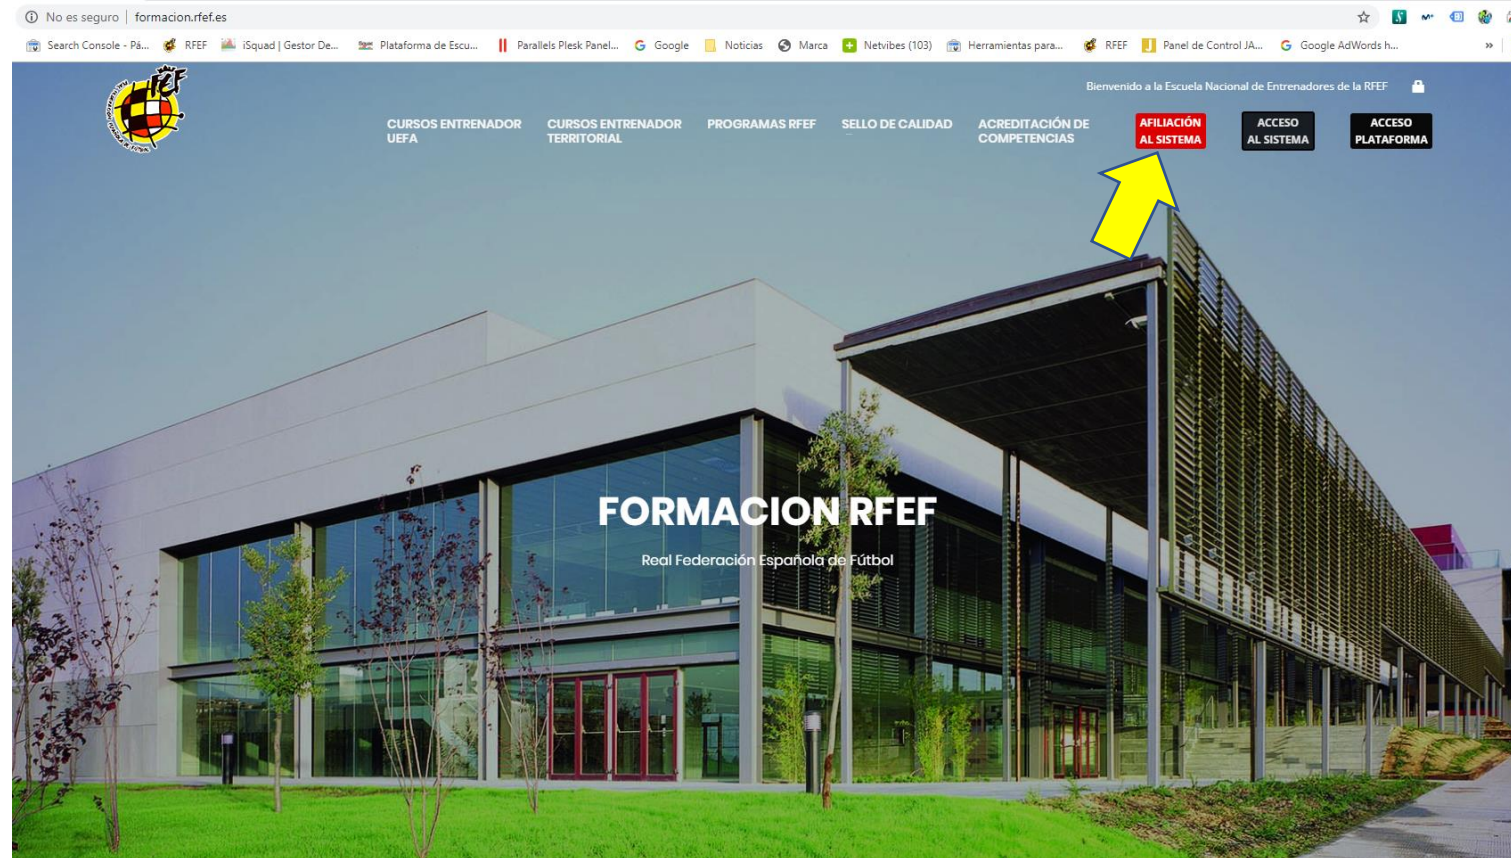 No es seguro | formacion.rfef.es
Search Console - Pá... RFEF iSquad | Gestor De... Plataforma de Escu... Parallels Plesk Panel... Google Noticias Marca Netvibes (103) Herramientas para... RFEF Panel de Control JA... Google AdWords h... »
Bienvenido a la Escuela Nacional de Entrenadores de la RFEF
RFEF
CURSOS ENTRENADOR
UEFA
CURSOS ENTRENADOR
TERRITORIAL
PROGRAMAS RFEF
SELLO DE CALIDAD
ACREDITACIÓN DE
COMPETENCIAS
AFILIACIÓN
AL SISTEMA
ACCESO
AL SISTEMA
ACCESO
PLATAFORMA
FORMACION RFEF
Real Federación Española de Fútbol